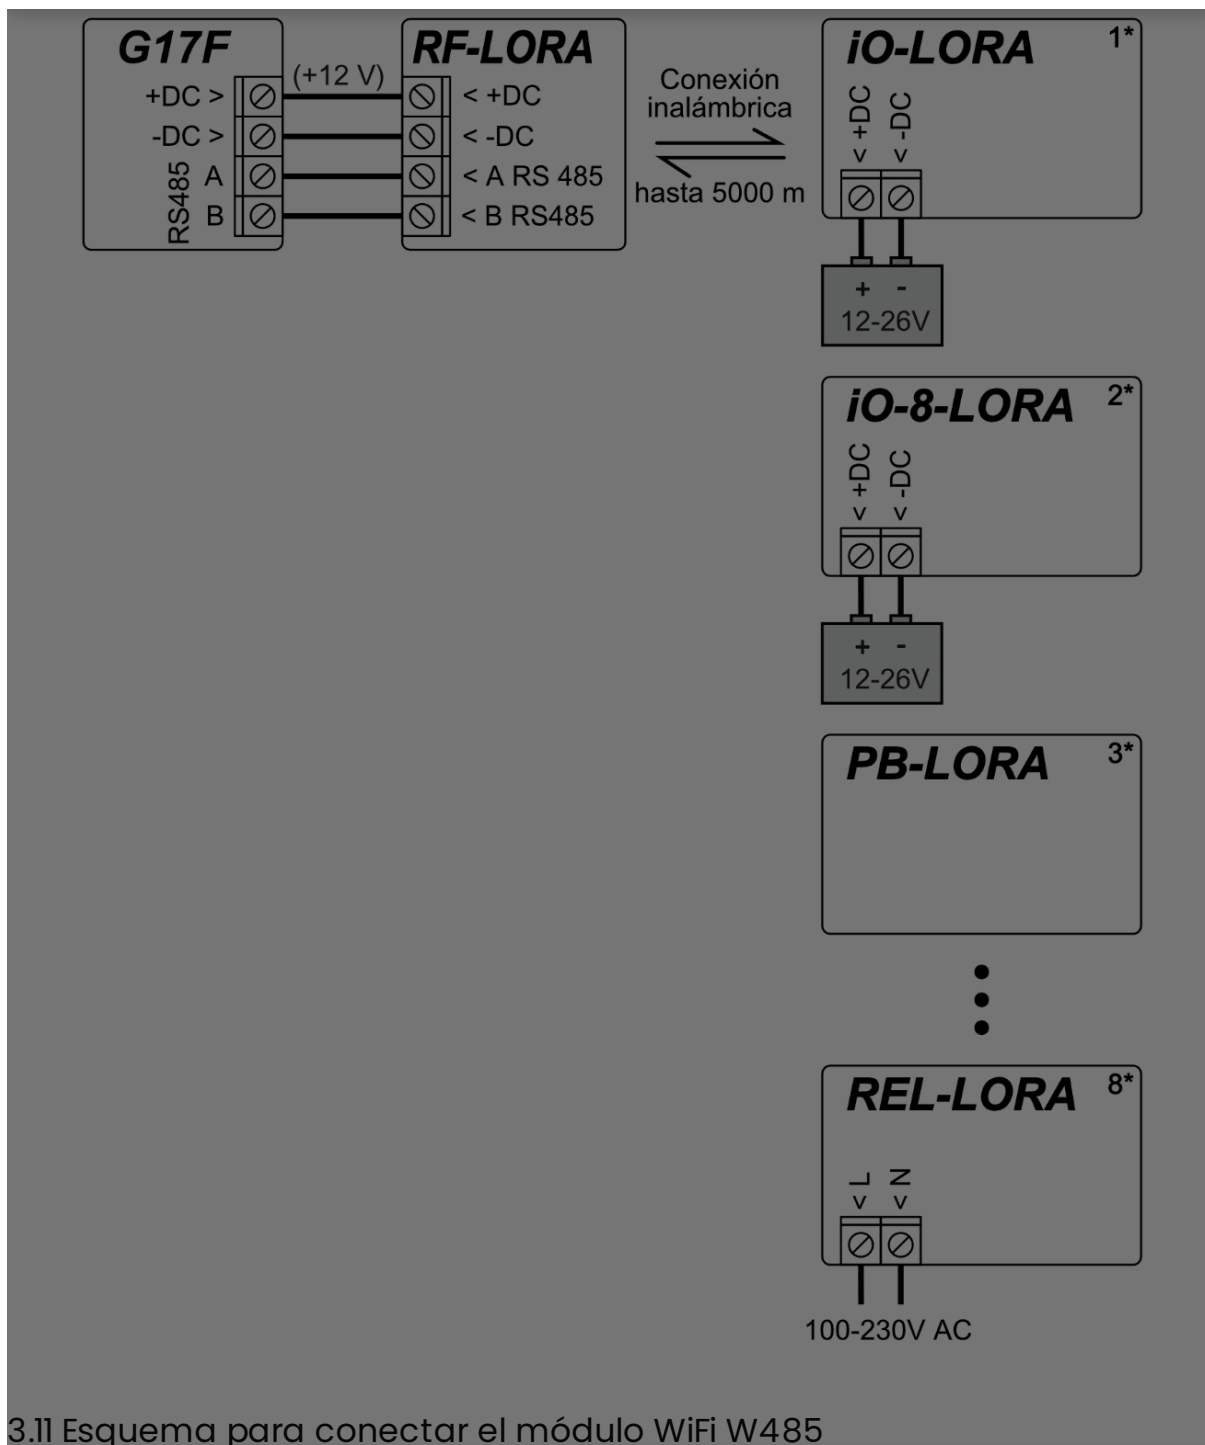 G17F
+DC >
-DC >
RS485
A
B
(+12 V)
RF-LORA
< +DC
< -DC
< A RS 485
< B RS485
Conexión
inalámbrica
hasta 5000 m
iO-LORA 1*
< +DC
< -DC
+ -
12-26V
iO-8-LORA 2*
< +DC
< -DC
+ -
12-26V
PB-LORA 3*
REL-LORA 8*
< L
< N
100-230V AC
3.11 Esquema para conectar el módulo WiFi W485